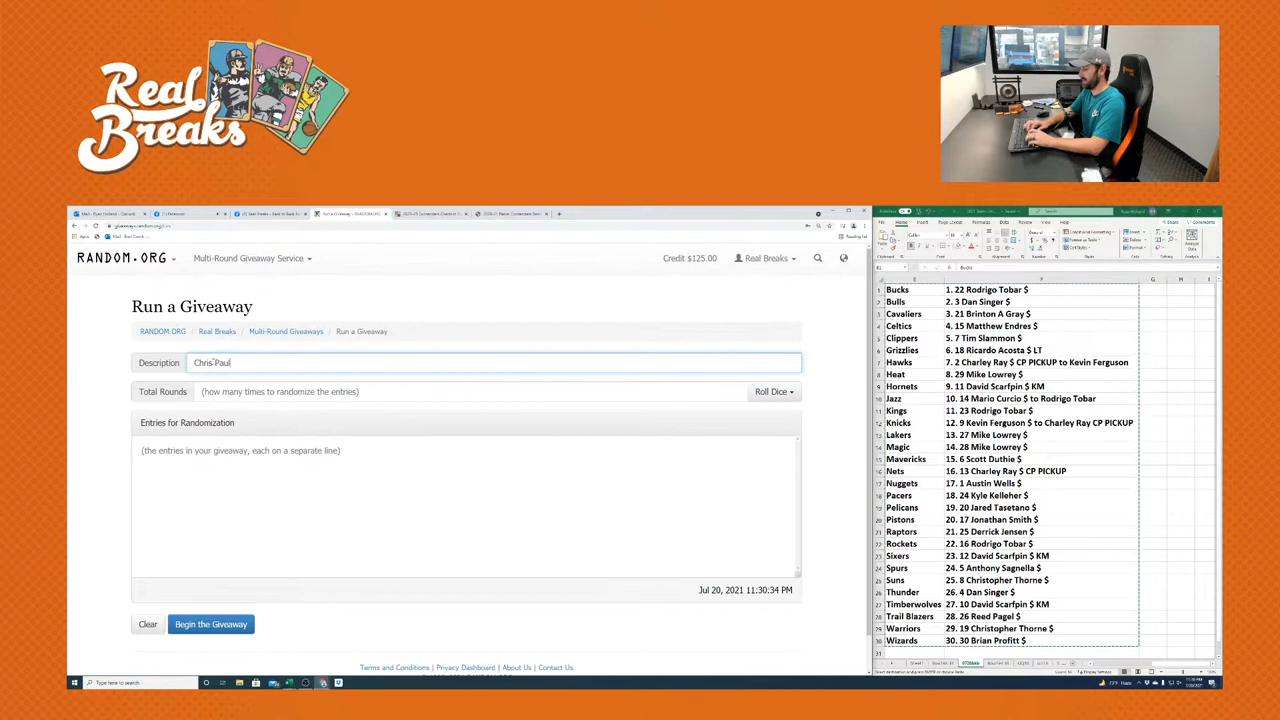 Real
Breaks
RANDOM.ORG
Multi-Round Giveaway Service
Credit $125.00
Real Breaks
Run a Giveaway
RANDOM.ORG
Real Breaks
Multi-Round Giveaways
Run a Giveaway
Description
Chris Paul
Total Rounds
(how many times to randomize the entries)
Roll Dice
Entries for Randomization
(the entries in your giveaway, each on a separate line)
Jul 20, 2021 11:30:34 PM
Clear
Begin the Giveaway
Terms and Conditions | Privacy Dashboard | About Us | Contact Us
Type here to search
Bucks 1. 22 Rodrigo Tobar $
Bulls 2. 3 Dan Singer $
Cavaliers 3. 21 Brinton A Gray $
Celtics 4. 15 Matthew Endres $
Clippers 5. 7 Tim Slammon $
Grizzlies 6. 18 Ricardo Acosta $ LT
Hawks 7. 2 Charley Ray $ CP PICKUP to Kevin Ferguson
Heat 8. 29 Mike Lowrey $
Hornets 9. 11 David Scarfpin $ KM
Jazz 10. 14 Mario Curcio $ to Rodrigo Tobar
Kings 11. 23 Rodrigo Tobar $
Knicks 12. 9 Kevin Ferguson $ to Charley Ray CP PICKUP
Lakers 13. 27 Mike Lowrey $
Magic 14. 28 Mike Lowrey $
Mavericks 15. 6 Scott Duthie $
Nets 16. 13 Charley Ray $ CP PICKUP
Nuggets 17. 1 Austin Wells $
Pacers 18. 24 Kyle Kelleher $
Pelicans 19. 20 Jared Tasetano $
Pistons 20. 17 Jonathan Smith $
Raptors 21. 25 Derrick Jensen $
Rockets 22. 16 Rodrigo Tobar $
Sixers 23. 12 David Scarfpin $ KM
Spurs 24. 5 Anthony Sagnella $
Suns 25. 8 Christopher Thorne $
Thunder 26. 4 Dan Singer $
Timberwolves 27. 10 David Scarfpin $ KM
Trail Blazers 28. 26 Reed Pagel $
Warriors 29. 19 Christopher Thorne $
Wizards 30. 30 Brian Profitt $